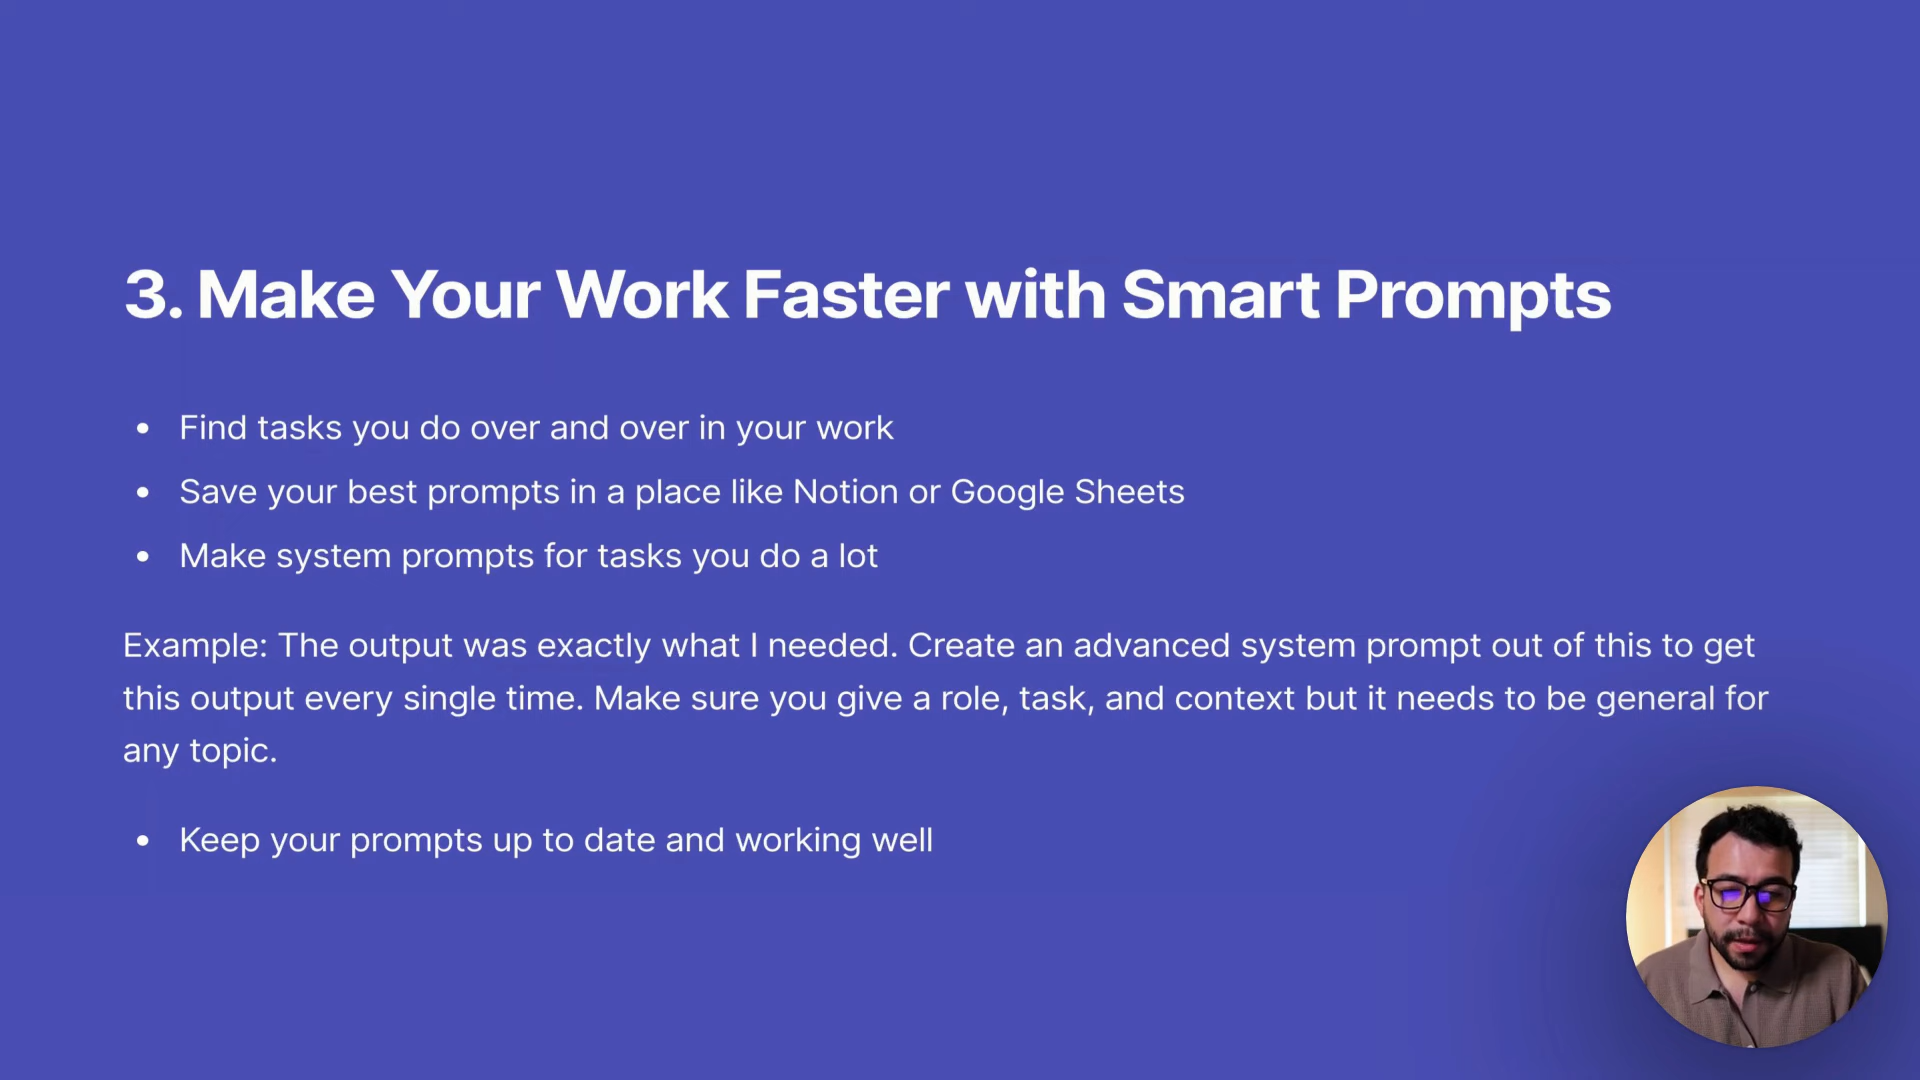 3. Make Your Work Faster with Smart Prompts
• Find tasks you do over and over in your work
• Save your best prompts in a place like Notion or Google Sheets
• Make system prompts for tasks you do a lot
Example: The output was exactly what I needed. Create an advanced system prompt out of this to get
this output every single time. Make sure you give a role, task, and context but it needs to be general for
any topic.
• Keep your prompts up to date and working well